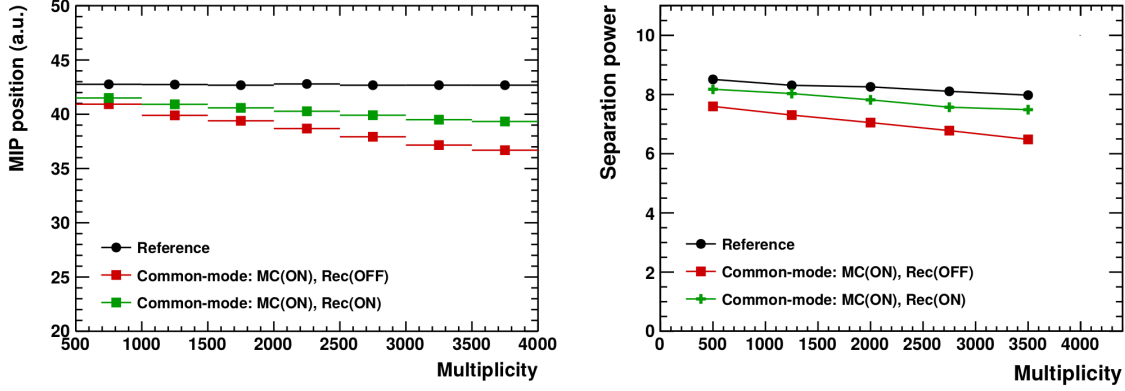 MIP position (a.u.)
50
45
40
35
30
25
20
Reference
Common-mode: MC(ON), Rec(OFF)
Common-mode: MC(ON), Rec(ON)
500 1000 1500 2000 2500 3000 3500 4000
Multiplicity
Separation power
10
8
6
4
2
0
Reference
Common-mode: MC(ON), Rec(OFF)
Common-mode: MC(ON), Rec(ON)
0 500 1000 1500 2000 2500 3000 3500 4000
Multiplicity